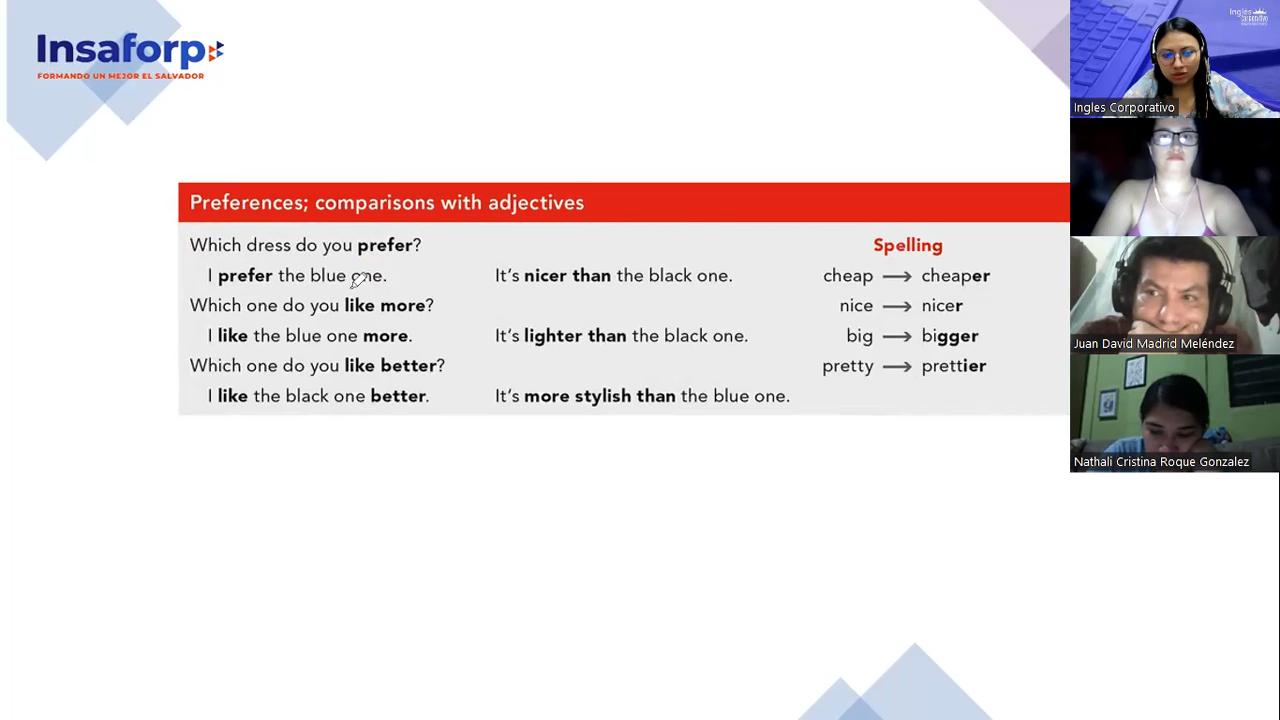 Insaforp
FORMANDO UN MEJOR EL SALVADOR
Preferences; comparisons with adjectives
Which dress do you prefer?
I prefer the blue one.
It's nicer than the black one.
Which one do you like more?
I like the blue one more.
It's lighter than the black one.
Which one do you like better?
I like the black one better.
It's more stylish than the blue one.
Spelling
cheap → cheaper
nice → nicer
big → bigger
pretty → prettier
Ingles Corporativo
Juan David Madrid Meléndez
Nathali Cristina Roque Gonzalez